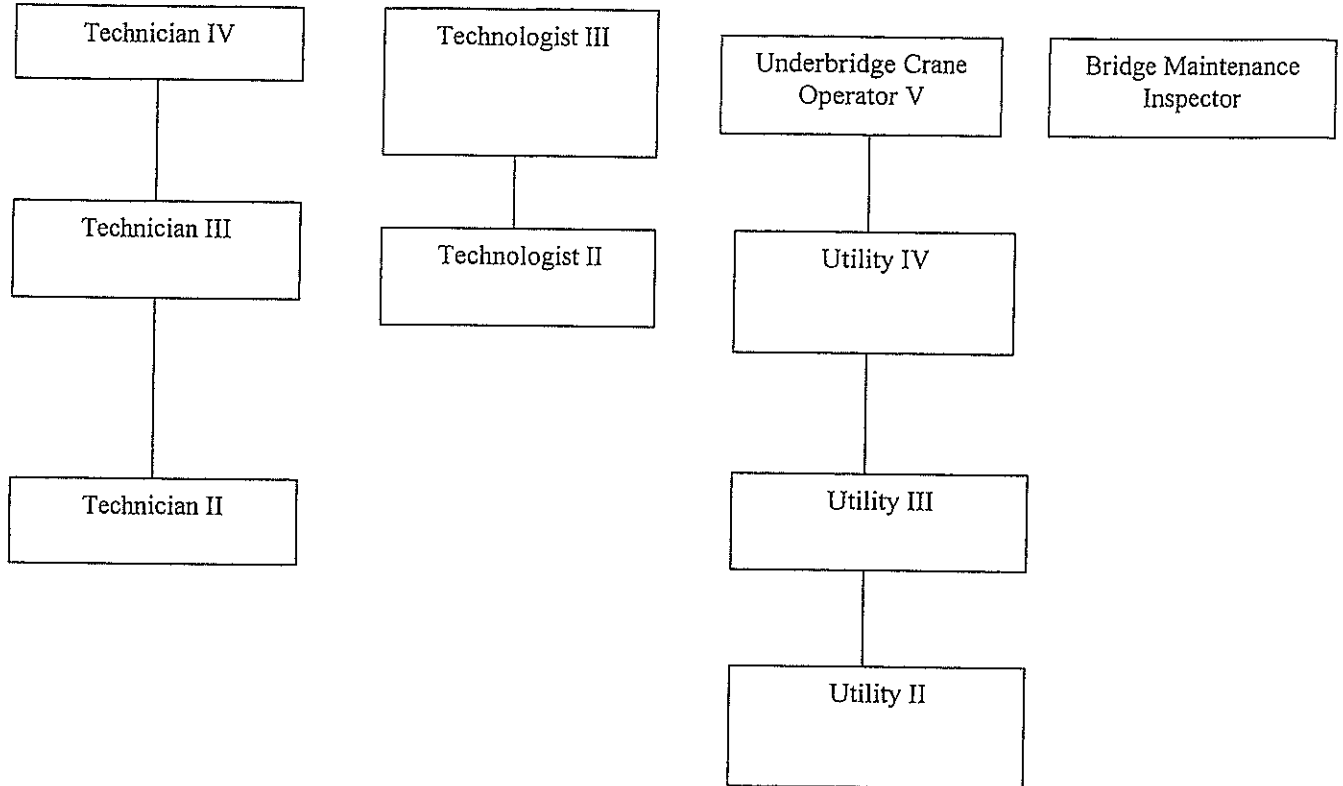 Technician IV
Technologist III
Underbridge Crane
Operator V
Bridge Maintenance
Inspector
Technician III
Technologist II
Utility IV
Technician II
Utility III
Utility II